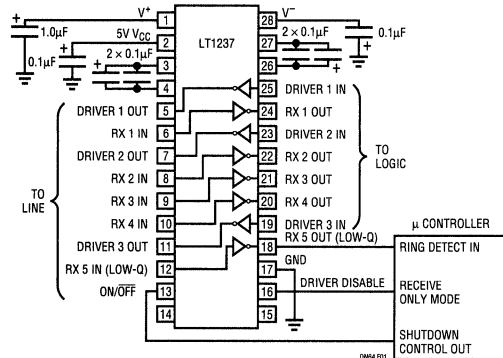 V+ 1 LT1237 28 V−
1.0µF
5V VCC 2 27 2 × 0.1µF 0.1µF
0.1µF 2 × 0.1µF 3 26
4 25 DRIVER 1 IN
DRIVER 1 OUT 5 24 RX 1 OUT
RX 1 IN 6 23 DRIVER 2 IN
DRIVER 2 OUT 7 22 RX 2 OUT
TO LOGIC
RX 2 IN 8 21 RX 3 OUT
TO LINE
RX 3 IN 9 20 RX 4 OUT
RX 4 IN 10 19 DRIVER 3 IN
DRIVER 3 OUT 11 18 RX 5 OUT (LOW-Q)
µ CONTROLLER
RING DETECT IN
RX 5 IN (LOW-Q) 12 17 GND
ON/OFF 13 16 DRIVER DISABLE
RECEIVE
ONLY MODE
14 15
SHUTDOWN
CONTROL OUT
DN64 F01